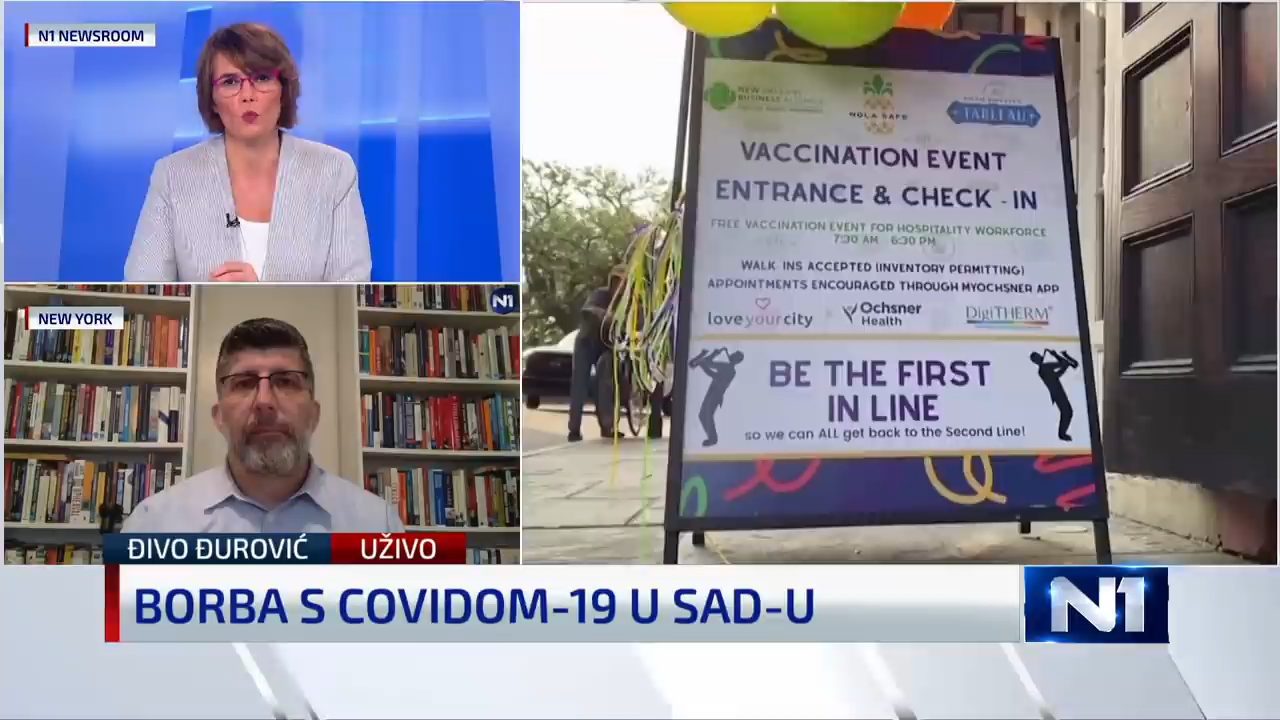 N1 NEWSROOM
N1
NEW YORK
ĐIVO ĐUROVIĆ
UŽIVO
BORBA S COVIDOM-19 U SAD-U
N1
BUSINESS ALLIANCE
NOLA SAFE
TABLEAU
VACCINATION EVENT
ENTRANCE & CHECK - IN
FREE VACCINATION EVENT FOR HOSPITALITY WORKFORCE
7:30 AM 6:30 PM
WALK-INS ACCEPTED (INVENTORY PERMITTING)
APPOINTMENTS ENCOURAGED THROUGH MYOCHSNER APP
loveyourcity
Ochsner
Health
DigiTHERM
BE THE FIRST
IN LINE
so we can ALL get back to the Second Line!